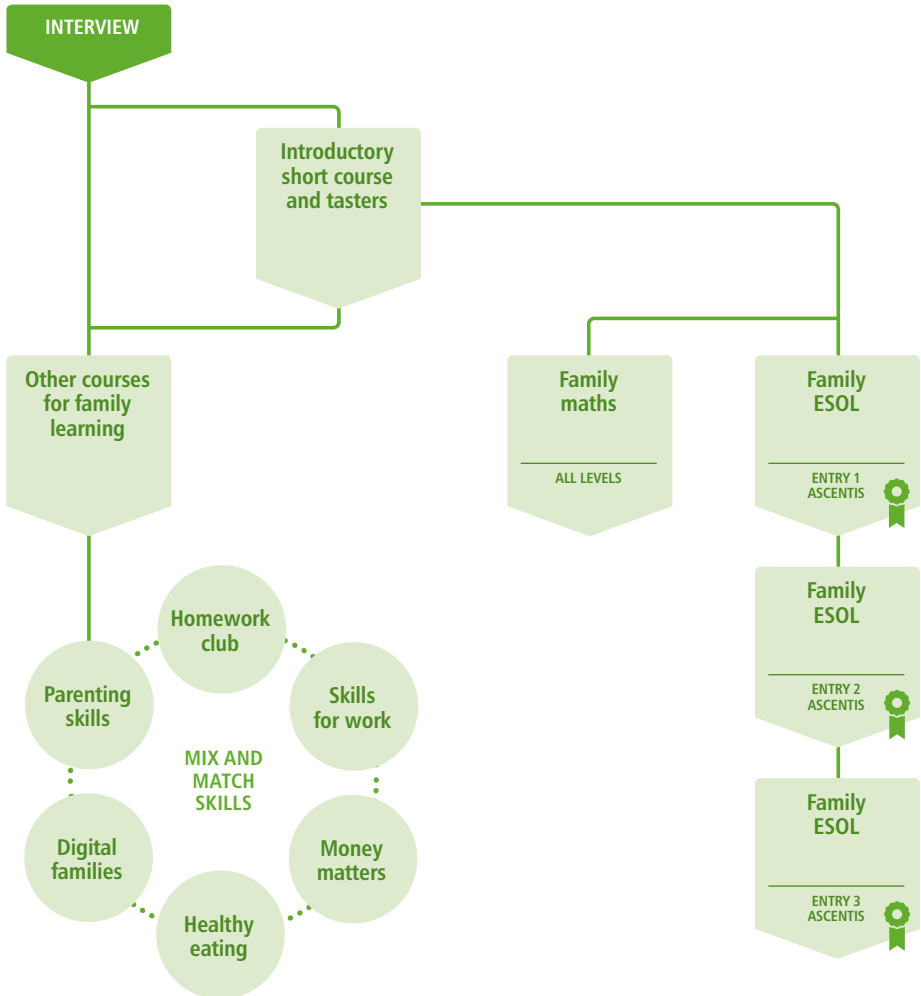 INTERVIEW
Introductory
short course
and tasters
Other courses
for family
learning
Family
maths
ALL LEVELS
Family
ESOL
ENTRY 1
ASCENTIS
Family
ESOL
ENTRY 2
ASCENTIS
Family
ESOL
ENTRY 3
ASCENTIS
Homework
club
Parenting
skills
Skills
for work
MIX AND
MATCH
SKILLS
Digital
families
Money
matters
Healthy
eating